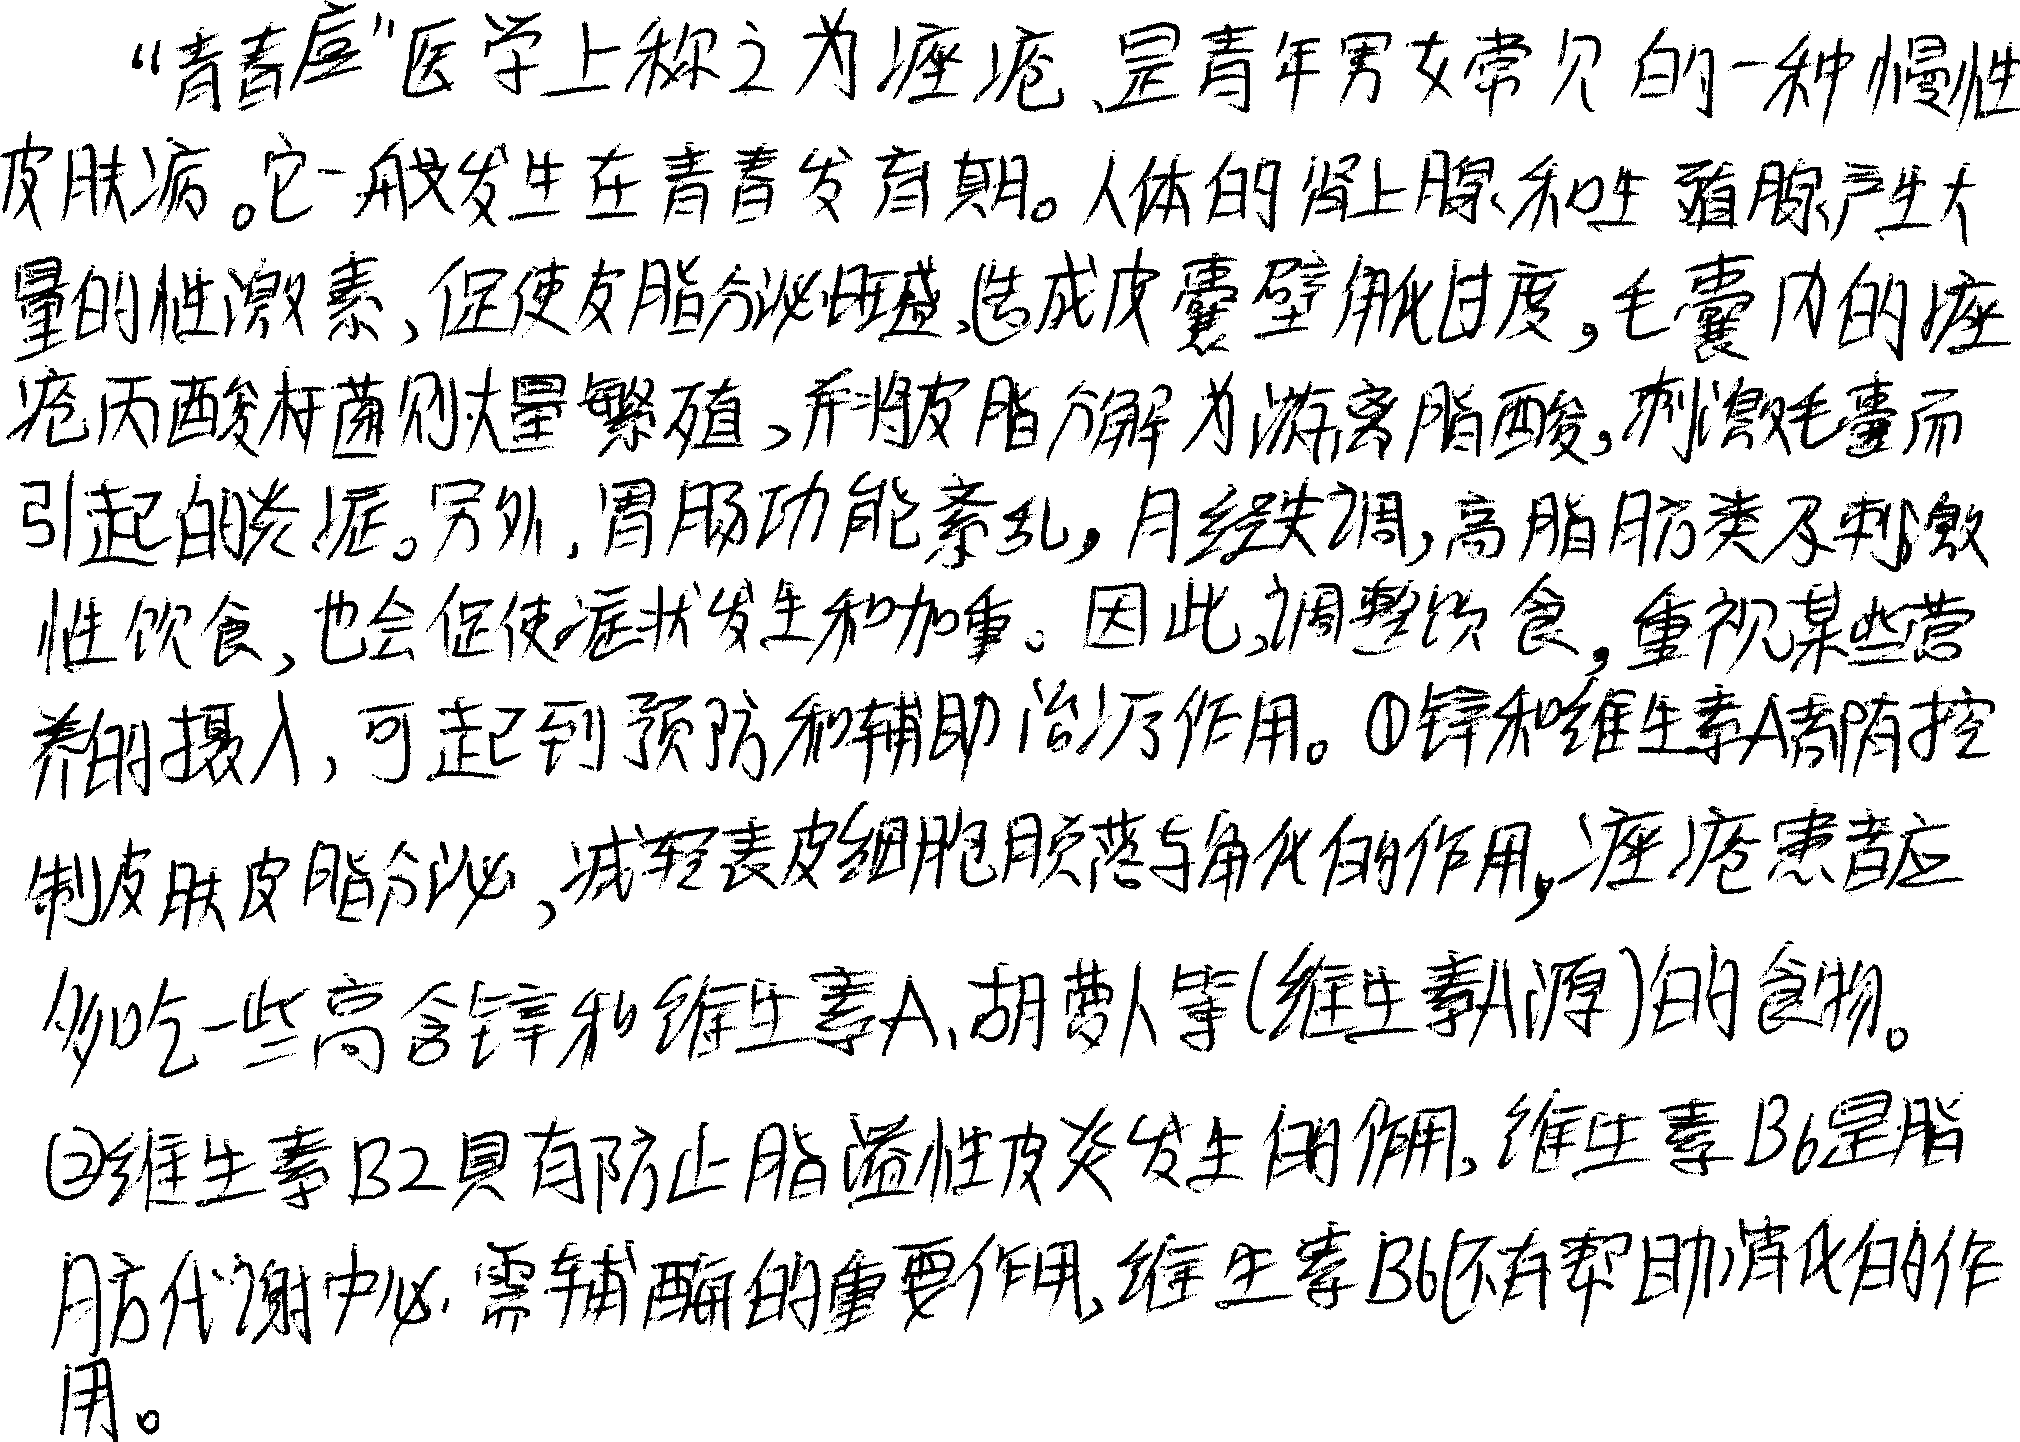 “青春痘”医学上称之为痤疮、是青年男女常见的一种慢性
皮肤病。它一般发生在青春发育期。人体的肾上腺和生殖腺产生大
量的性激素,促使皮脂分泌旺盛,造成皮囊壁角化过度,毛囊内的痤
疮丙酸杆菌则大量繁殖,并将皮脂分解为游离脂酸,刺激毛囊而
引起的炎症。另外,胃肠功能紊乱,月经失调,高脂肪类及刺激
性饮食,也会促使症状发生和加重。因此,调整饮食,重视某些营
养的摄入,可起到预防和辅助治疗作用。①锌和维生素A都有控
制皮肤皮脂分泌,减轻表皮细胞脱落与角化的作用,痤疮患者应
多吃一些高含锌和维生素A、胡萝卜等(维生素A源)的食物。
②维生素B2具有防止脂溢性皮炎发生的作用,维生素B6是脂
肪代谢中必需辅酶的重要作用,维生素B6还有帮助消化的作
用。